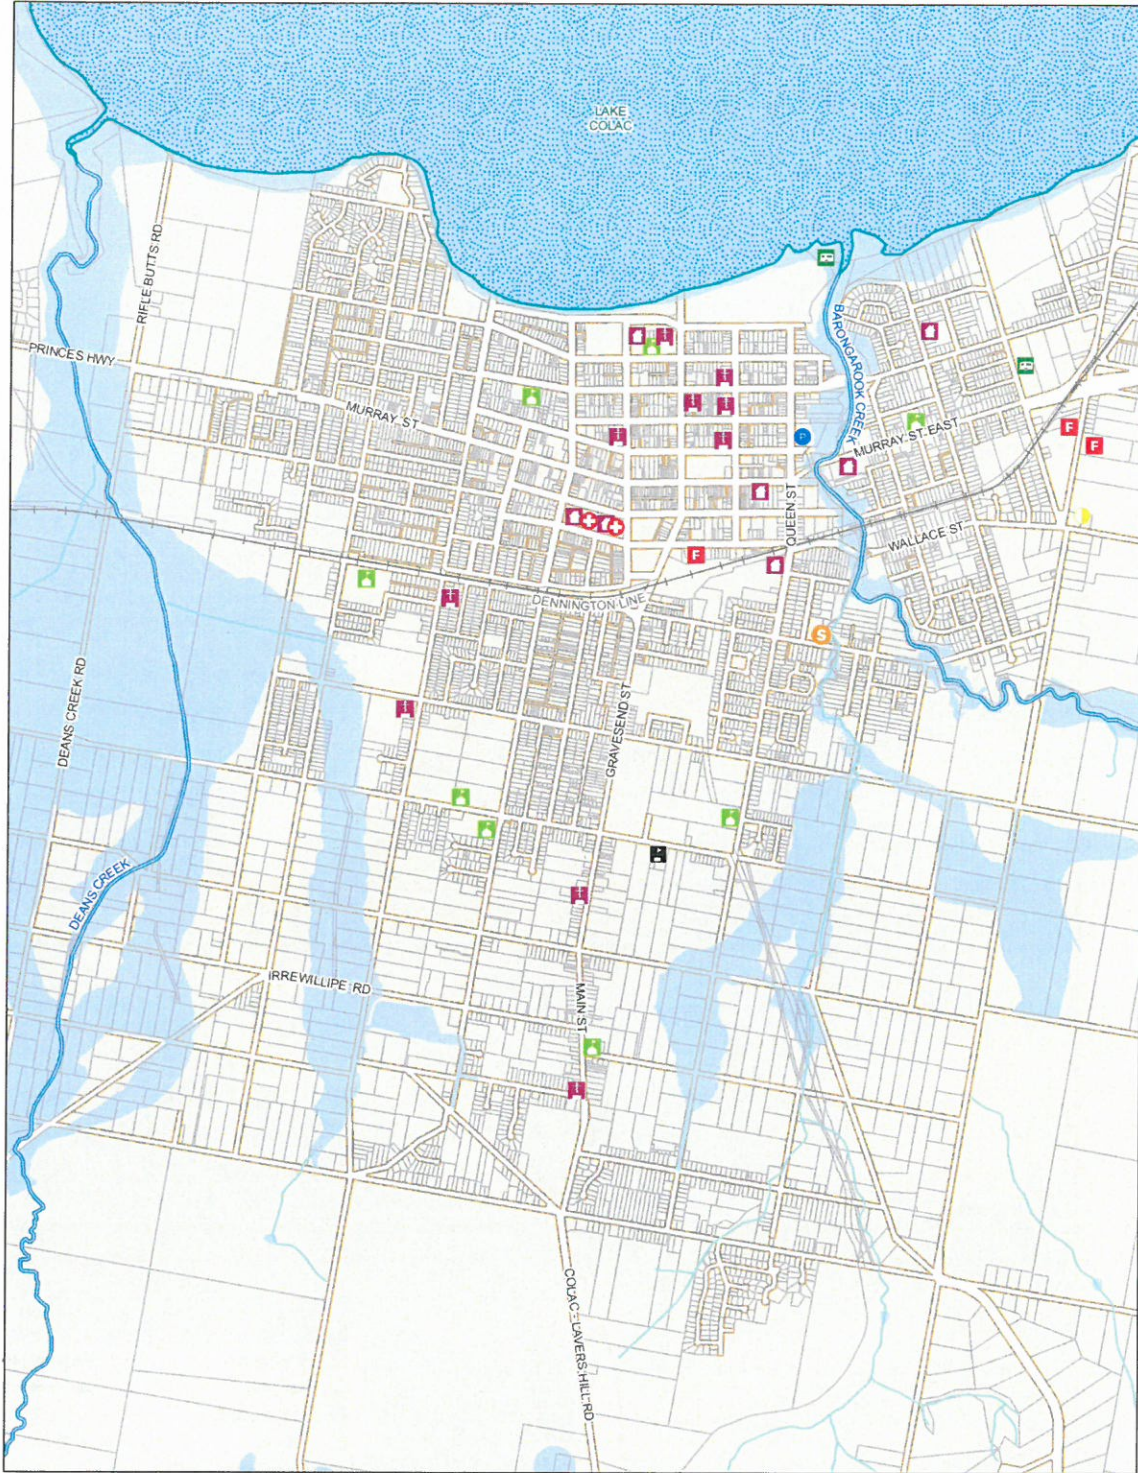 LAKE
COLAC
RIFLE BUTTS RD
PRINCES HWY
BARONGAROOK CREEK
MURRAY ST
MURRAY ST EAST
F
F
QUEEN ST
WALLACE ST
F
DENNINGTON LINE
S
DEANS CREEK RD
GRAVESEND ST
DEANS CREEK
IRREWILLIPE RD
MAIN ST
COLAC - LAVERS HILL RD